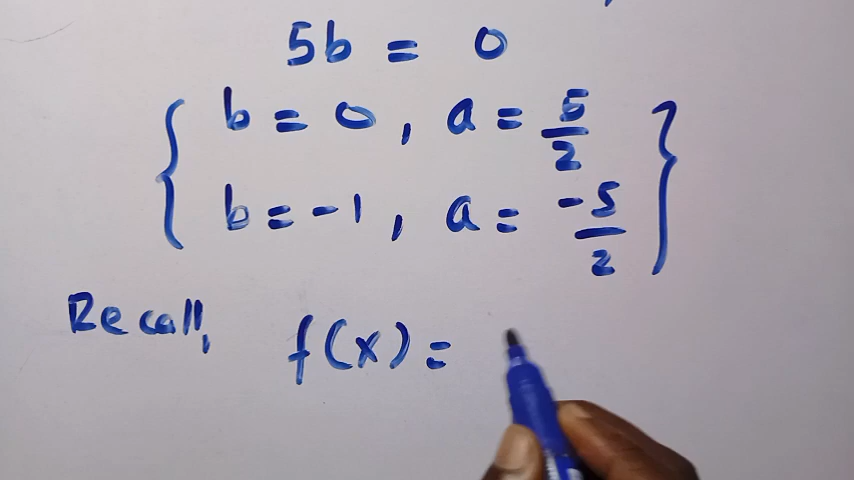 5b = 0
{ b = 0, a = 5/2
b = -1, a = -5/2 }
Recall, f(x) =